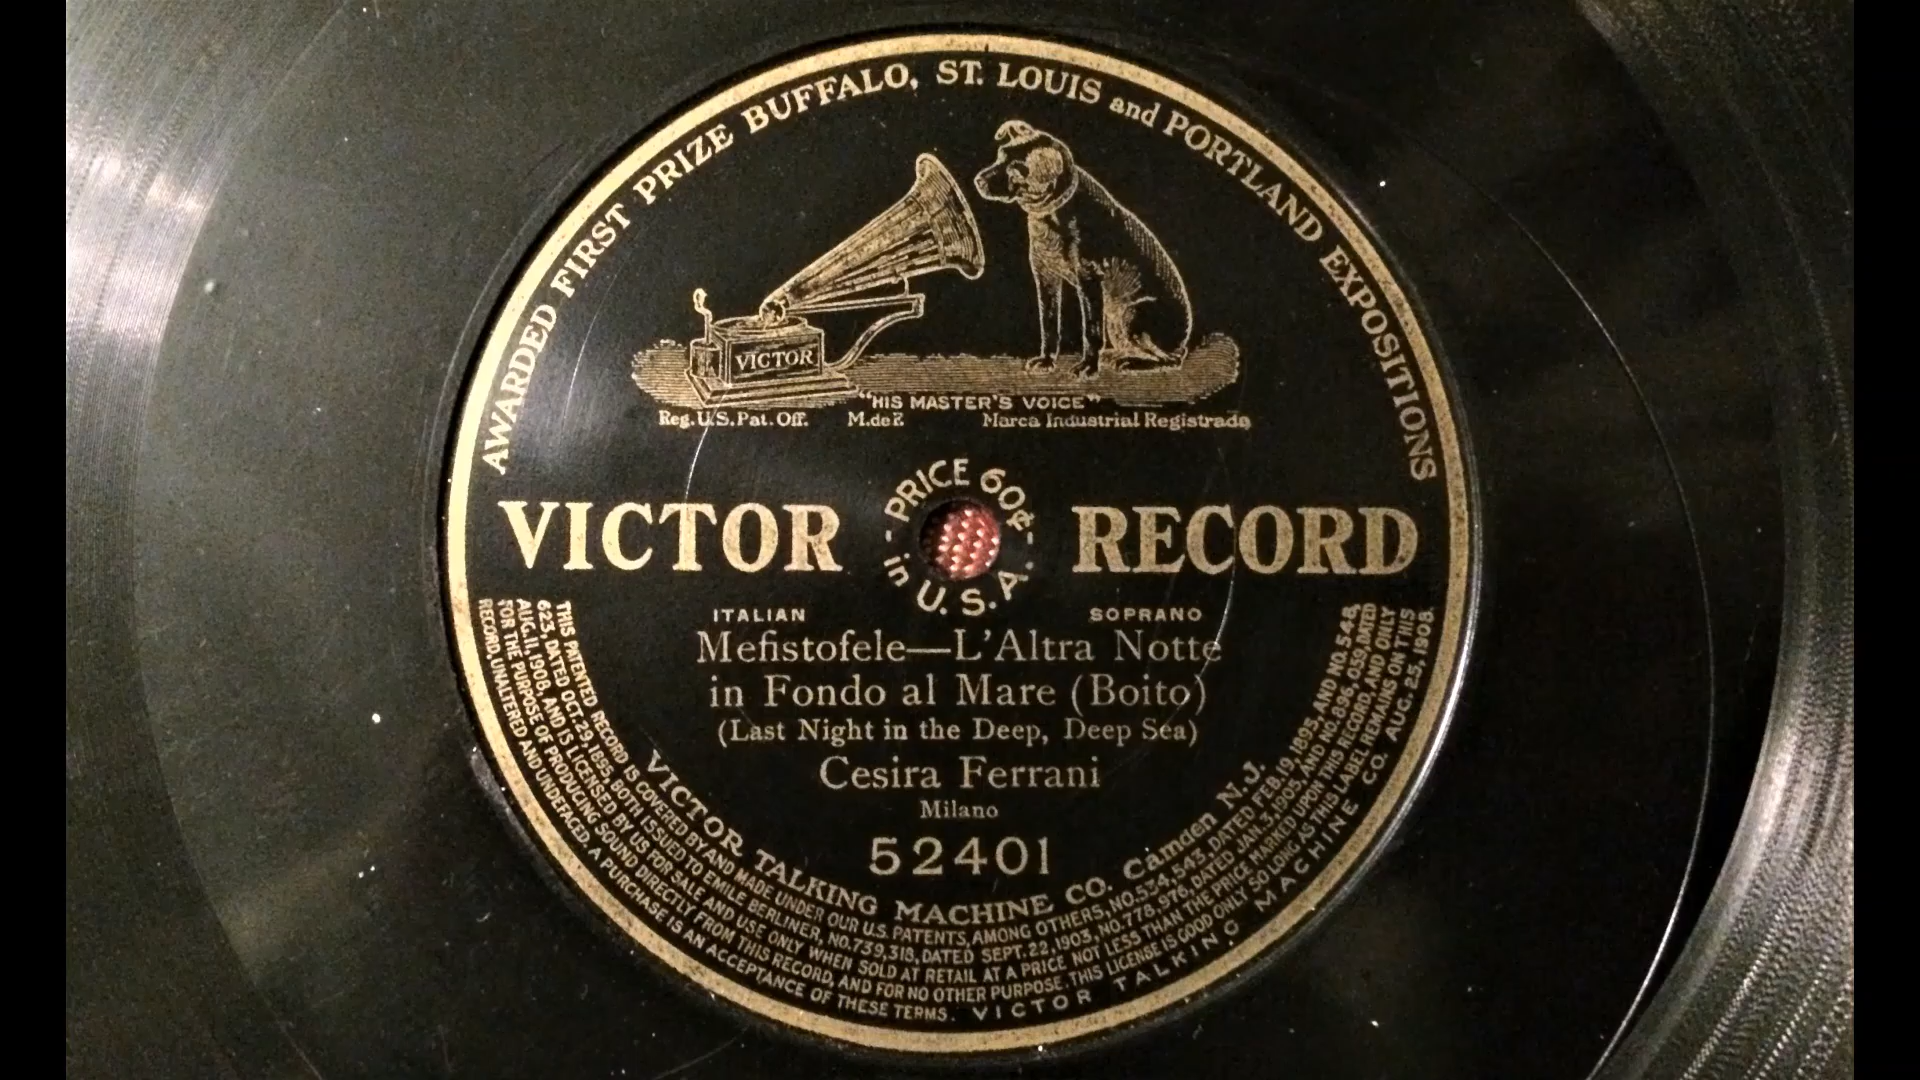 AWARDED FIRST PRIZE BUFFALO, ST. LOUIS and PORTLAND EXPOSITIONS
VICTOR
"HIS MASTER'S VOICE"
Reg. U.S. Pat. Off. M.de F. Marca Industrial Registrada
PRICE 60¢
VICTOR RECORD
in U.S.A.
ITALIAN SOPRANO
Mefistofele—L'Altra Notte
in Fondo al Mare (Boito)
(Last Night in the Deep, Deep Sea)
Cesira Ferrani
Milano
52401
VICTOR TALKING MACHINE CO. Camden N.J.
THIS PATENTED RECORD IS COVERED BY AND MADE UNDER OUR U.S. PATENTS, AMONG OTHERS, NO. 534,543, DATED FEB. 19, 1895, AND NO. 548,
623, DATED OCT. 29, 1895, BOTH ISSUED TO EMILE BERLINER, NO. 739,318, DATED SEPT. 22, 1903, NO. 778,976, DATED JAN. 3, 1905, AND NO. 896,059, DATED
AUG. 11, 1908, AND IS LICENSED BY US FOR SALE AND USE ONLY WHEN SOLD AT RETAIL AT A PRICE NOT LESS THAN THE PRICE MARKED UPON THIS RECORD, AND ONLY
FOR THE PURPOSE OF PRODUCING SOUND DIRECTLY FROM THIS RECORD, AND FOR NO OTHER PURPOSE. THIS LICENSE IS GOOD ONLY SO LONG AS THIS LABEL REMAINS ON THIS
RECORD, UNALTERED AND UNDEFACED. A PURCHASE IS AN ACCEPTANCE OF THESE TERMS. VICTOR TALKING MACHINE CO. AUG. 25, 1908.